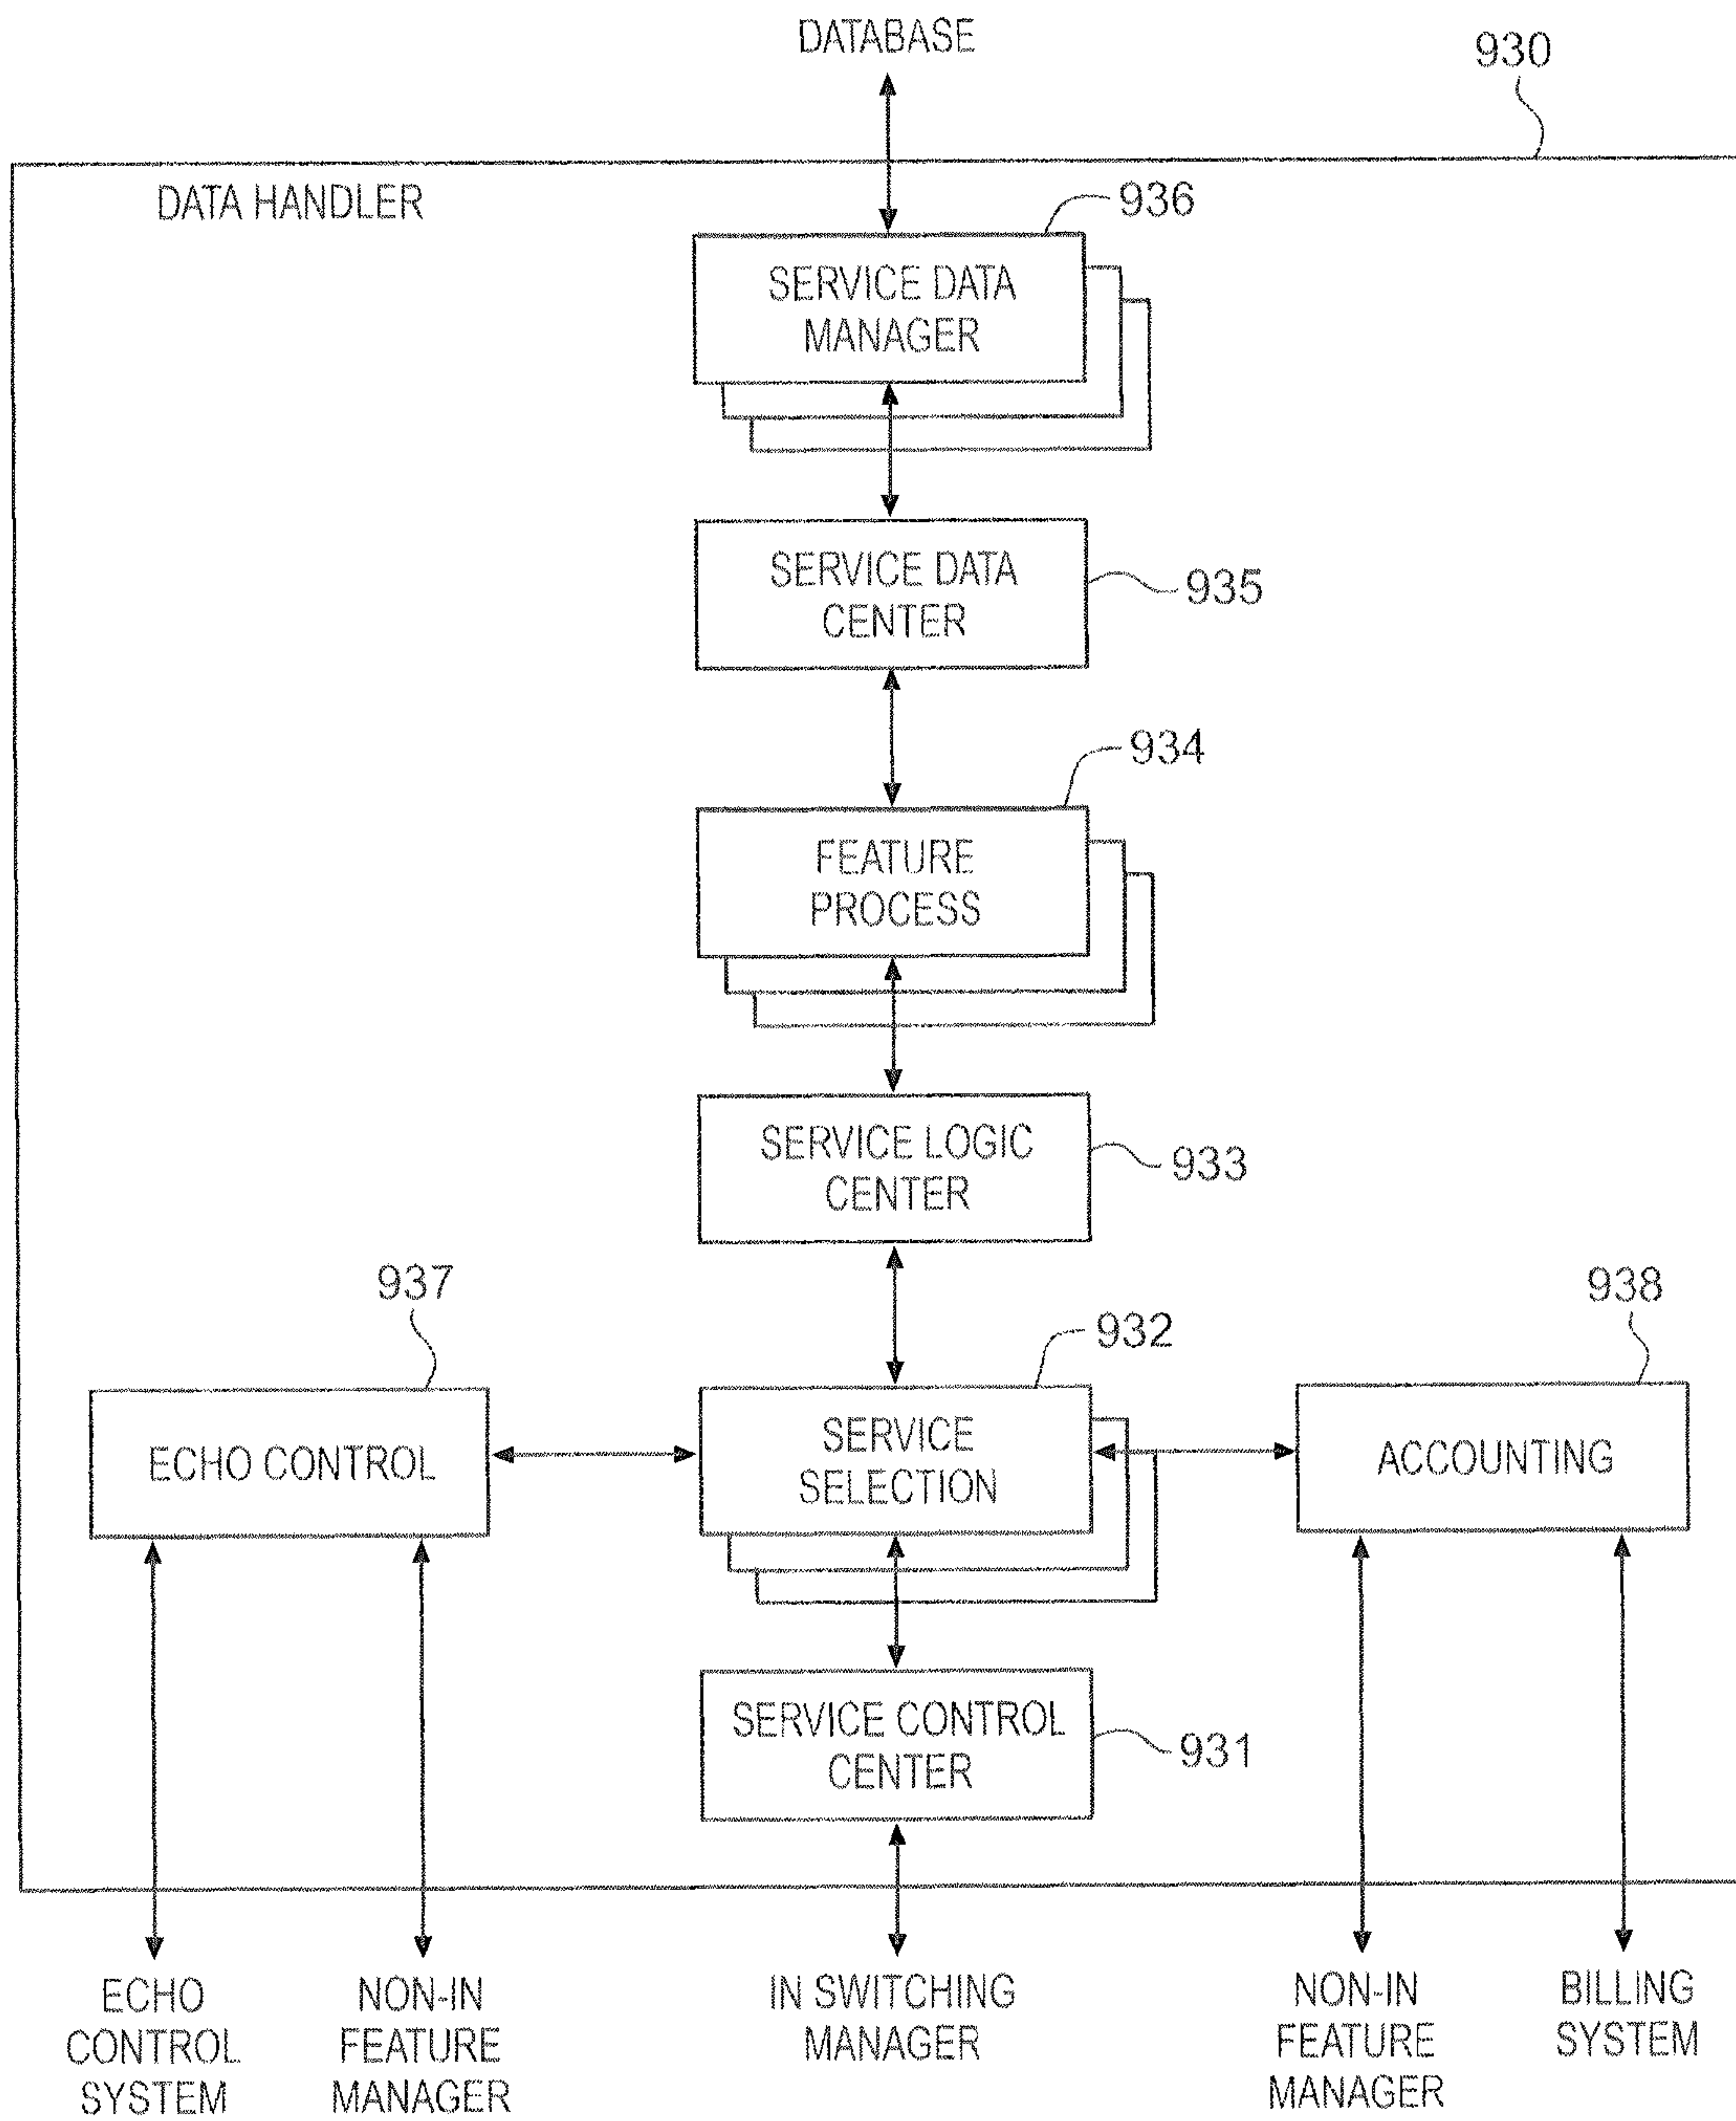 DATABASE
930
DATA HANDLER
936
SERVICE DATA
MANAGER
SERVICE DATA
CENTER
935
934
FEATURE
PROCESS
SERVICE LOGIC
CENTER
933
937
938
932
ECHO CONTROL
SERVICE
SELECTION
ACCOUNTING
SERVICE CONTROL
CENTER
931
ECHO
CONTROL
SYSTEM
NON-IN
FEATURE
MANAGER
IN SWITCHING
MANAGER
NON-IN
FEATURE
MANAGER
BILLING
SYSTEM